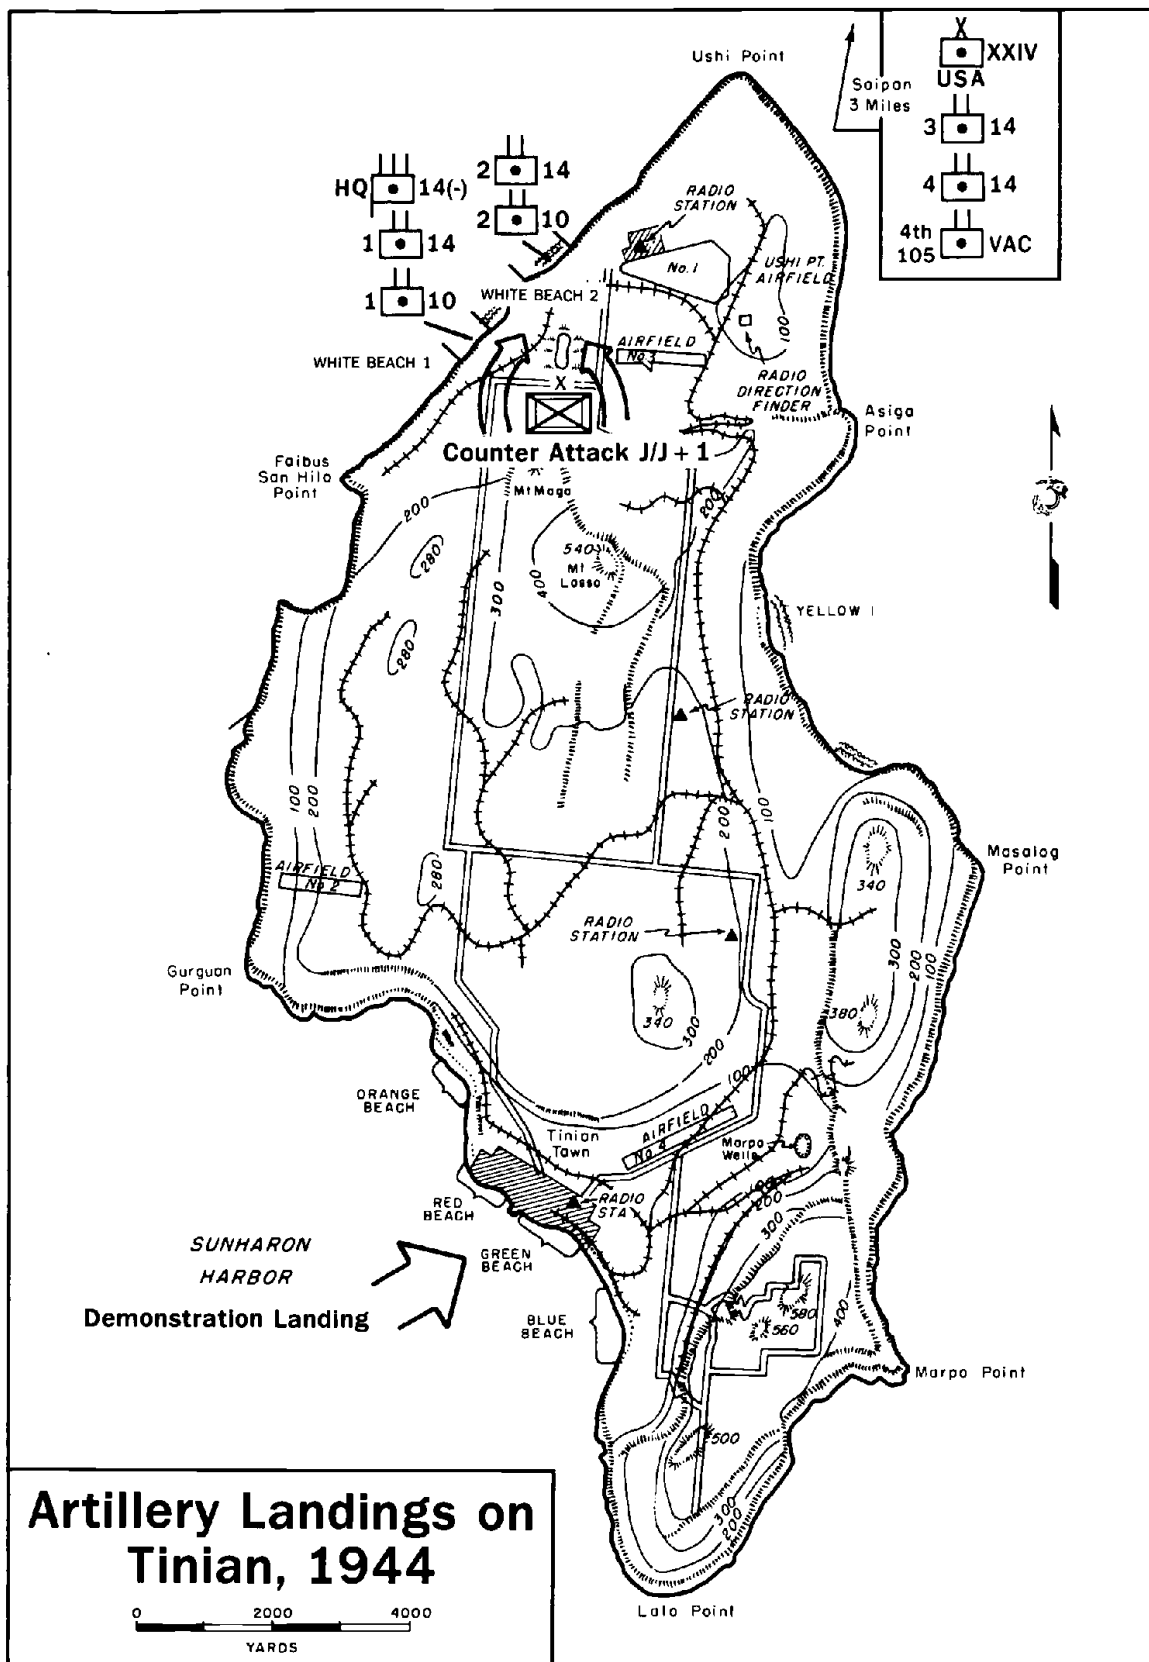 Ushi Point
Saipan
3 Miles
X
XXIV
USA
3 14
4 14
4th
105 VAC
HQ 14(-)
2 14
2 10
1 14
1 10
RADIO
STATION
No. 1
USHI PT.
AIRFIELD
100
WHITE BEACH 2
WHITE BEACH 1
AIRFIELD
No 3
RADIO
DIRECTION
FINDER
Asiga
Point
X
Counter Attack J/J + 1
Faibus
San Hilo
Point
Mt Maga
200
200
280
540
Mt
Lasso
400
300
280
YELLOW 1
RADIO
STATION
100
200
200
100
Masalog
Point
340
AIRFIELD
No 2
280
RADIO
STATION
300
200
100
Gurguan
Point
340
300
200
380
100
ORANGE
BEACH
Tinian
Town
AIRFIELD
No 4
Marpo
Wells
RED
BEACH
RADIO
STA
100
200
300
SUNHARON
HARBOR
GREEN
BEACH
Demonstration Landing
BLUE
BEACH
580
560
400
Marpo Point
500
300
200
Lalo Point
Artillery Landings on
Tinian, 1944
0 2000 4000
YARDS